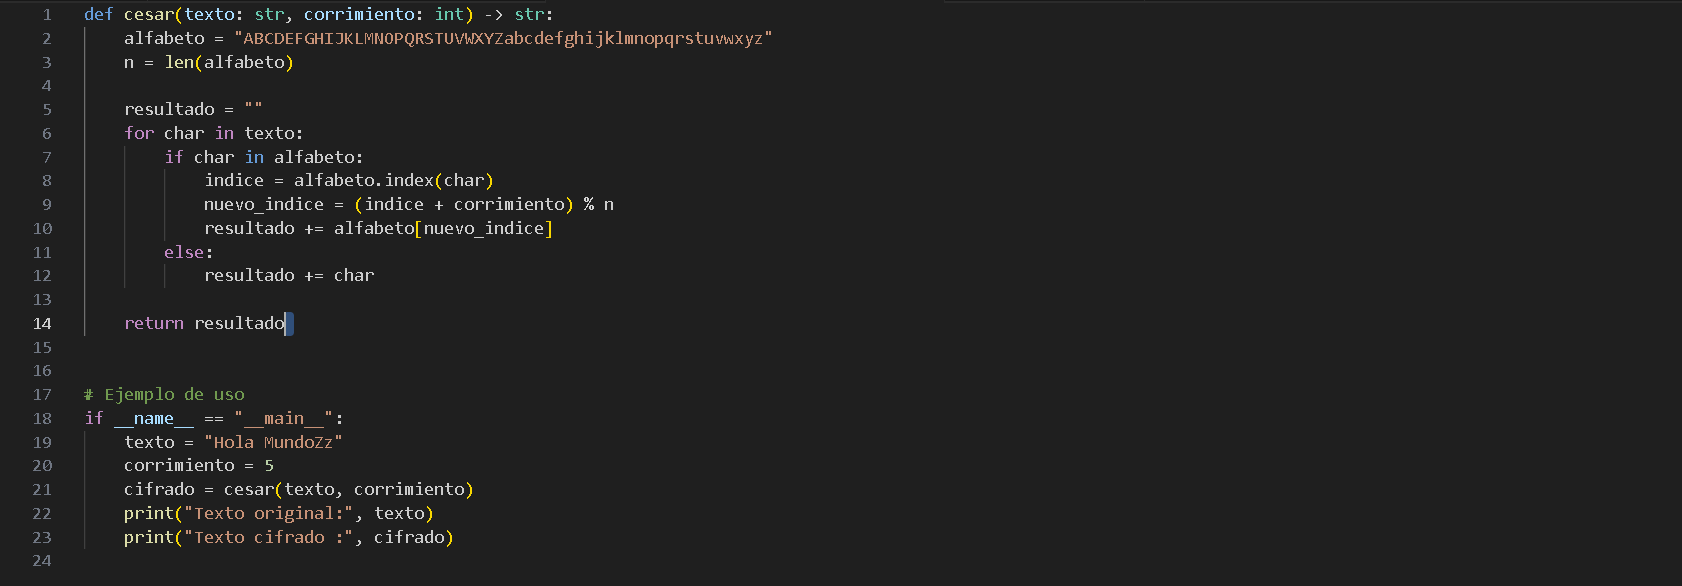 1 def cesar(texto: str, corrimiento: int) -> str:
2     alfabeto = "ABCDEFGHIJKLMNOPQRSTUVWXYZabcdefghijklmnopqrstuvwxyz"
3     n = len(alfabeto)
4
5     resultado = ""
6     for char in texto:
7         if char in alfabeto:
8             indice = alfabeto.index(char)
9             nuevo_indice = (indice + corrimiento) % n
10             resultado += alfabeto[nuevo_indice]
11         else:
12             resultado += char
13
14     return resultado
15
16
17 # Ejemplo de uso
18 if __name__ == "__main__":
19     texto = "Hola MundoZz"
20     corrimiento = 5
21     cifrado = cesar(texto, corrimiento)
22     print("Texto original:", texto)
23     print("Texto cifrado :", cifrado)
24